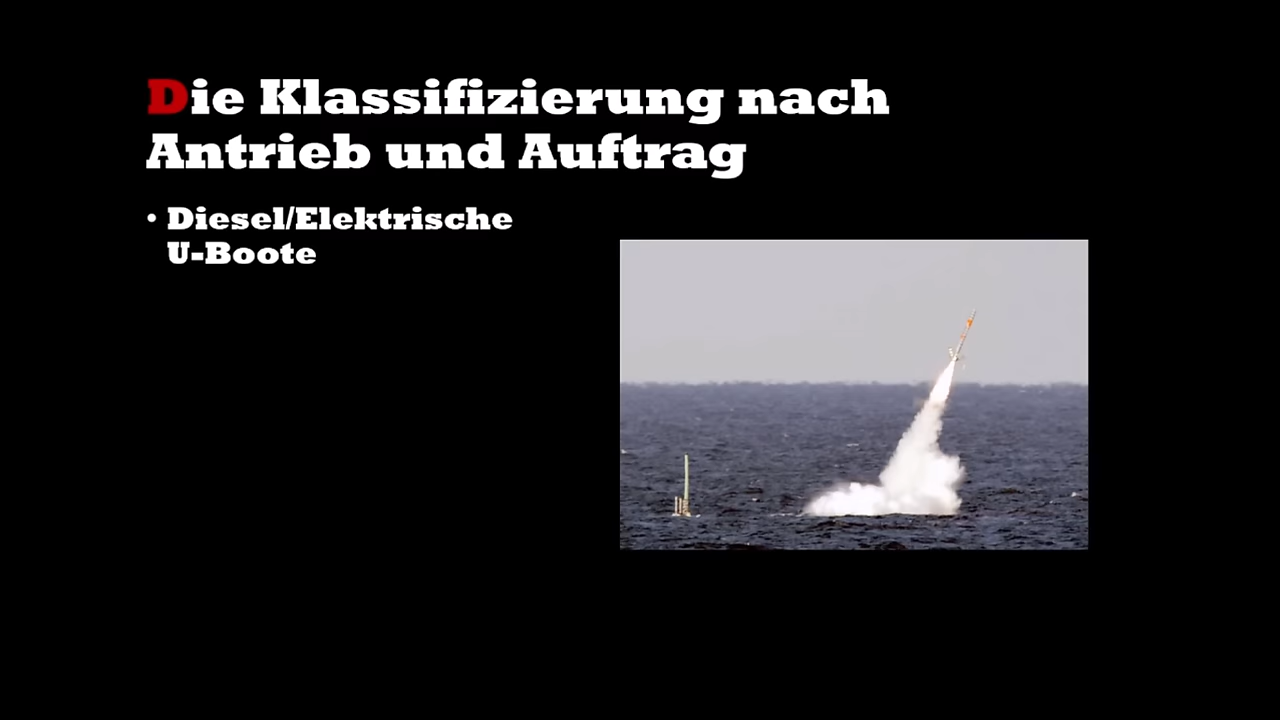 Die Klassifizierung nach
Antrieb und Auftrag
• Diesel/Elektrische
U-Boote